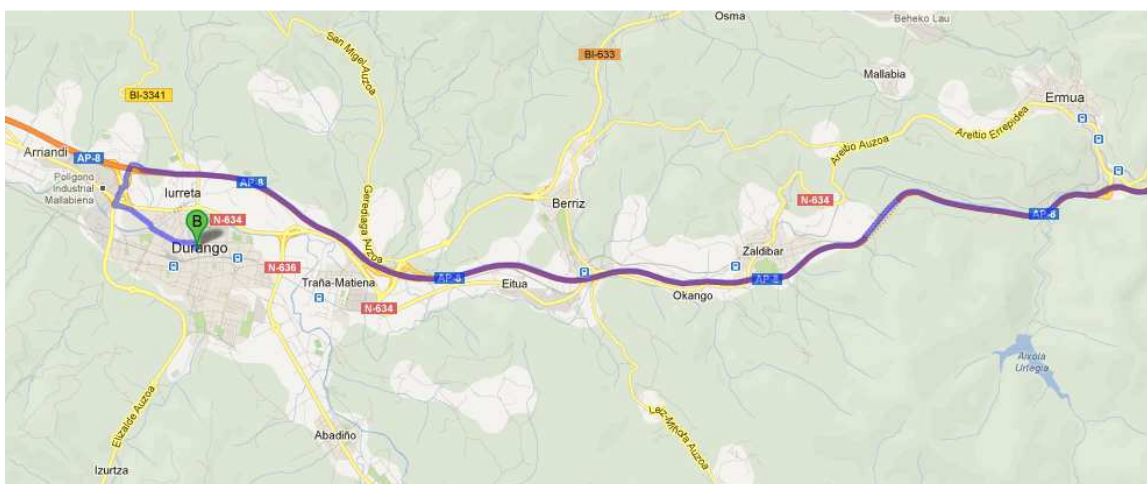 Osma
Beheko Lau
BI-633
San Migel-Auzoa
Mallabia
BI-3341
Ermua
Areitio Errepidea
Areitio Auzoa
Arriandi
AP-8
Polígono
Industrial
Mallabiena
Iurreta
AP-8
Gerediaga Auzoa
Berriz
N-634
B
N-634
Durango
AP-8
Zaldibar
N-636
Traña-Matiena
AP-8
Eitua
AP-8
Okango
N-634
Aixola
Urtegia
Elizalde Auzoa
Auzoa
Abadiño
Izurtza